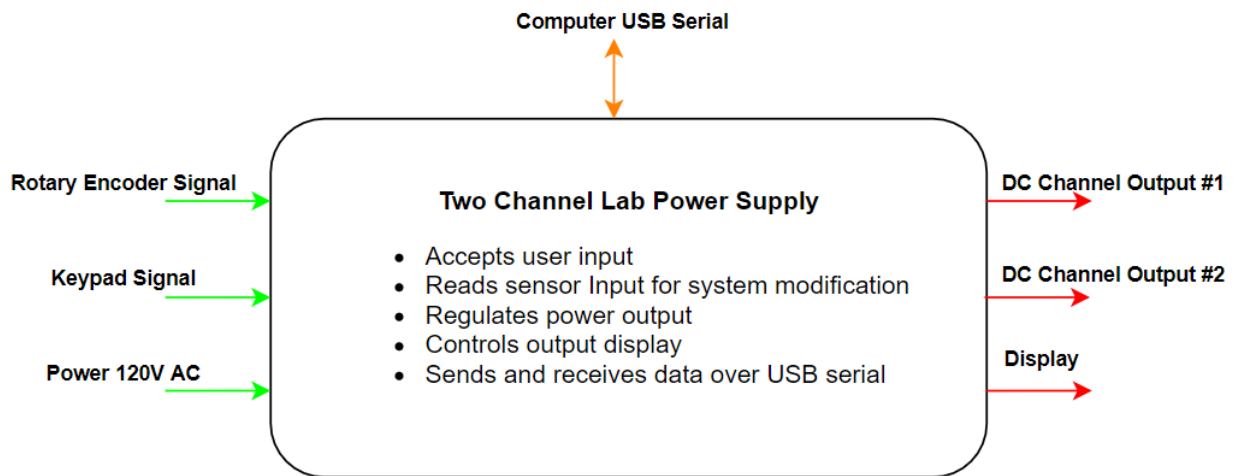 Computer USB Serial
Rotary Encoder Signal
Keypad Signal
Power 120V AC
Two Channel Lab Power Supply
• Accepts user input
• Reads sensor Input for system modification
• Regulates power output
• Controls output display
• Sends and receives data over USB serial
DC Channel Output #1
DC Channel Output #2
Display